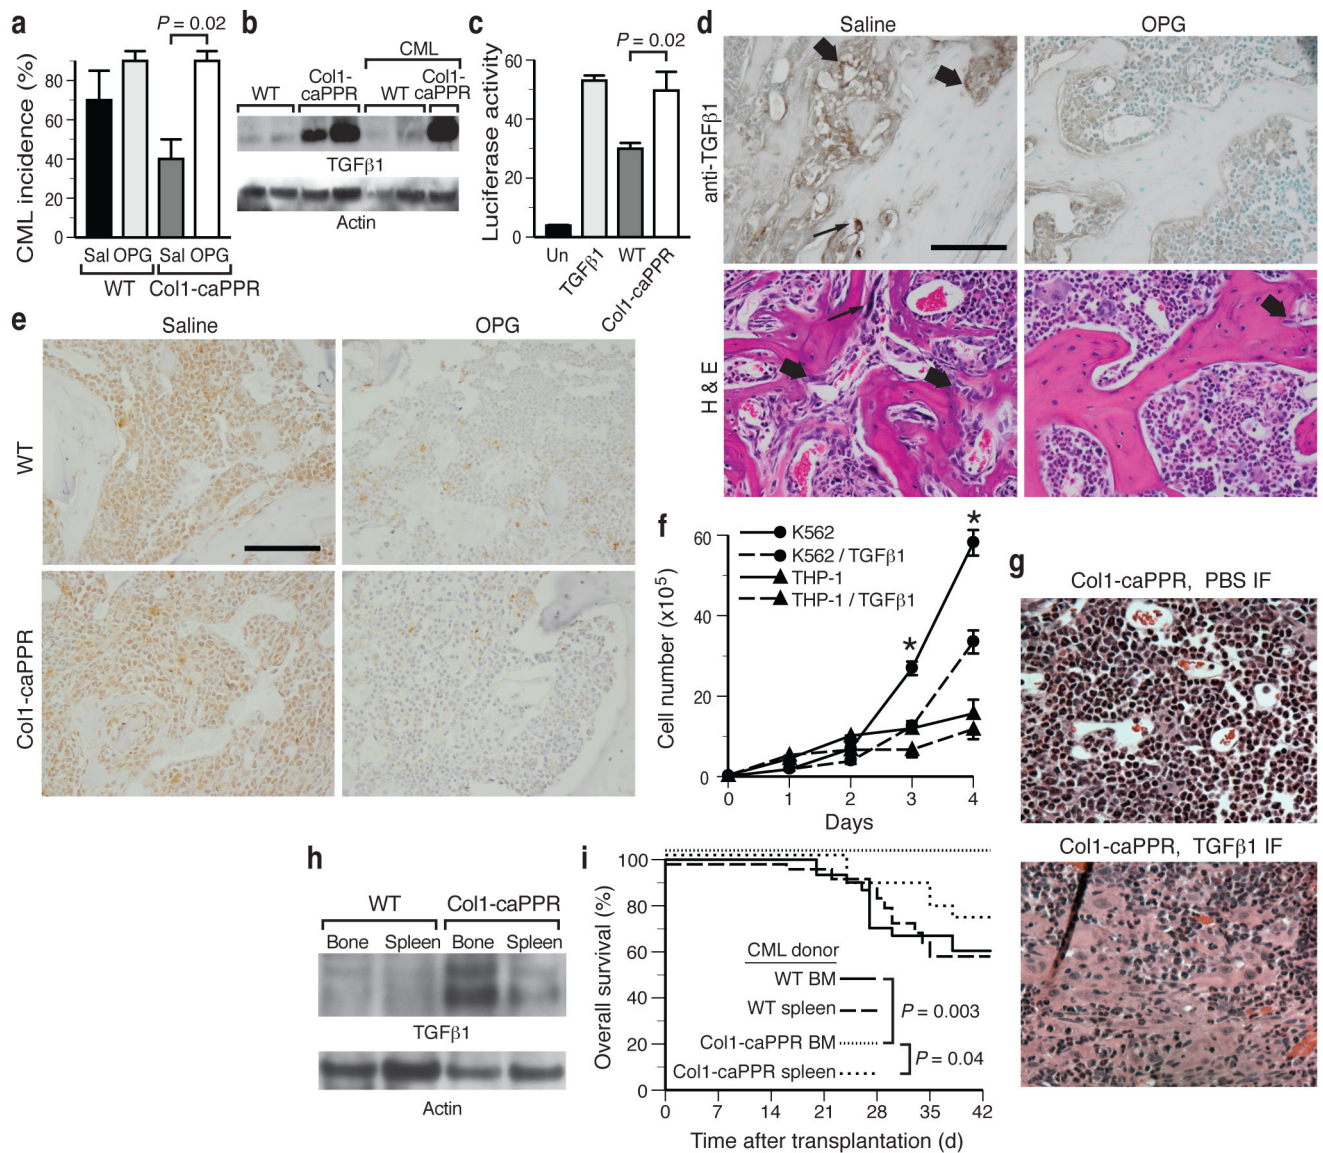 a
P = 0.02
CML incidence (%)
80
60
40
20
0
Sal OPG Sal OPG
WT Col1-caPPR
b
CML
Col1-
caPPR
Col1-
caPPR
WT WT
TGFβ1
Actin
c
P = 0.02
Luciferase activity
60
40
20
0
Un
TGFβ1
WT
Col1-caPPR
d
Saline OPG
anti-TGFβ1
H & E
e
Saline OPG
WT
Col1-caPPR
f
Cell number (x10⁵)
60
40
20
0
K562
K562 / TGFβ1
THP-1
THP-1 / TGFβ1
*
*
0 1 2 3 4
Days
g
Col1-caPPR, PBS IF
Col1-caPPR, TGFβ1 IF
h
WT Col1-caPPR
Bone Spleen Bone Spleen
TGFβ1
Actin
i
Overall survival (%)
100
80
60
40
20
0
CML donor
WT BM
WT spleen
Col1-caPPR BM
Col1-caPPR spleen
P = 0.003
P = 0.04
0 7 14 21 28 35 42
Time after transplantation (d)